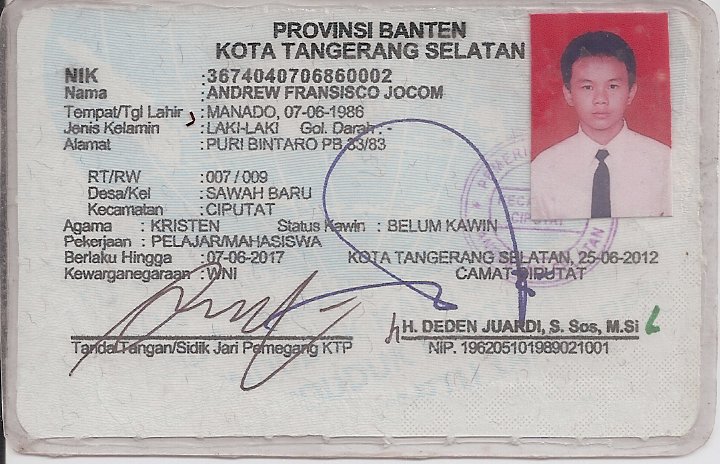 PROVINSI BANTEN
KOTA TANGERANG SELATAN
NIK :3674040706860002
Nama :ANDREW FRANSISCO JOCOM
Tempat/Tgl Lahir :MANADO, 07-06-1986
Jenis Kelamin :LAKI-LAKI Gol. Darah: -
Alamat :PURI BINTARO PB 33/83
RT/RW :007 / 009
Desa/Kel :SAWAH BARU
Kecamatan :CIPUTAT
Agama : KRISTEN Status Kawin : BELUM KAWIN
Pekerjaan : PELAJAR/MAHASISWA
Berlaku Hingga :07-06-2017 KOTA TANGERANG SELATAN, 25-06-2012
Kewarganegaraan:WNI CAMAT CIPUTAT
H. DEDEN JUARDI, S. Sos, M.Si
Tanda Tangan/Sidik Jari Pemegang KTP NIP. 196205101989021001